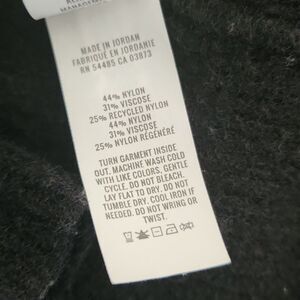 MADE IN JORDAN
FABRIQUÉ EN JORDANIE
RN 54485 CA 03873
44% NYLON
31% VISCOSE
25% RECYCLED NYLON
44% NYLON
31% VISCOSE
25% NYLON RÉGÉNÉRÉ
TURN GARMENT INSIDE
OUT. MACHINE WASH COLD
WITH LIKE COLORS, GENTLE
CYCLE. DO NOT BLEACH.
LAY FLAT TO DRY. DO NOT
TUMBLE DRY. COOL IRON IF
NEEDED. DO NOT WRING OR
TWIST.